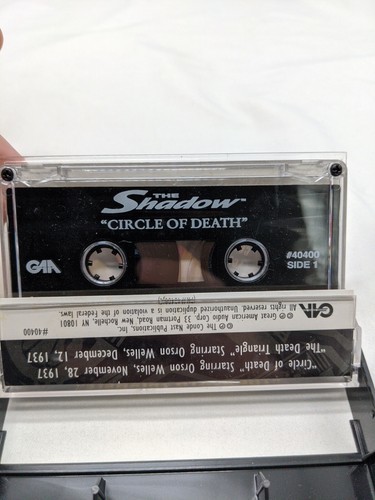 THE
Shadow™
"CIRCLE OF DEATH"
GAA
#40400
SIDE 1
"Circle of Death" Starring Orson Welles, November 28, 1937
"The Death Triangle" Starring Orson Welles, December 12, 1937
© The Conde Nast Publications, Inc. #40400
℗ © Great American Audio Corp. 33 Portman Road, New Rochelle, NY 10801
All rights reserved. Unauthorized duplication is a violation of the Federal laws.
GAA